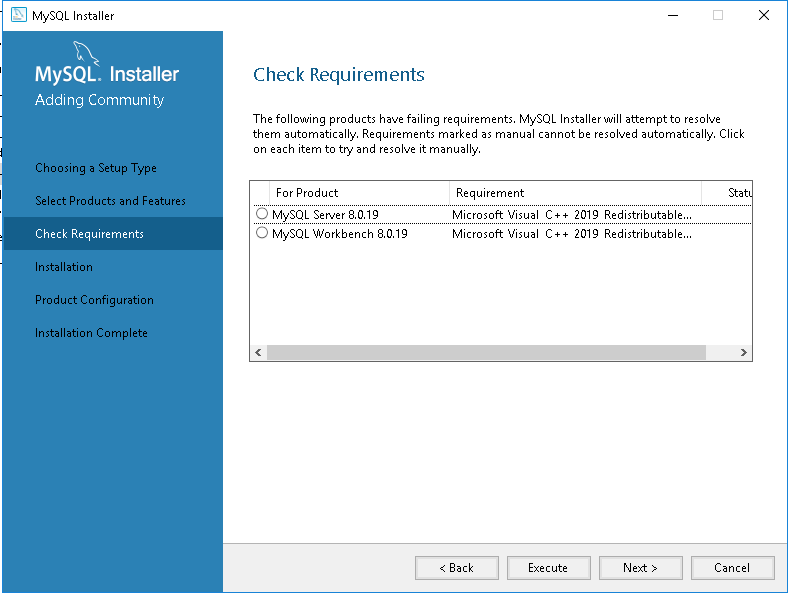 MySQL Installer
MySQL. Installer
Adding Community
Choosing a Setup Type
Select Products and Features
Check Requirements
Installation
Product Configuration
Installation Complete
Check Requirements
The following products have failing requirements. MySQL Installer will attempt to resolve
them automatically. Requirements marked as manual cannot be resolved automatically. Click
on each item to try and resolve it manually.
For Product Requirement Statu
MySQL Server 8.0.19 Microsoft Visual C++ 2019 Redistributable...
MySQL Workbench 8.0.19 Microsoft Visual C++ 2019 Redistributable...
< Back Execute Next > Cancel